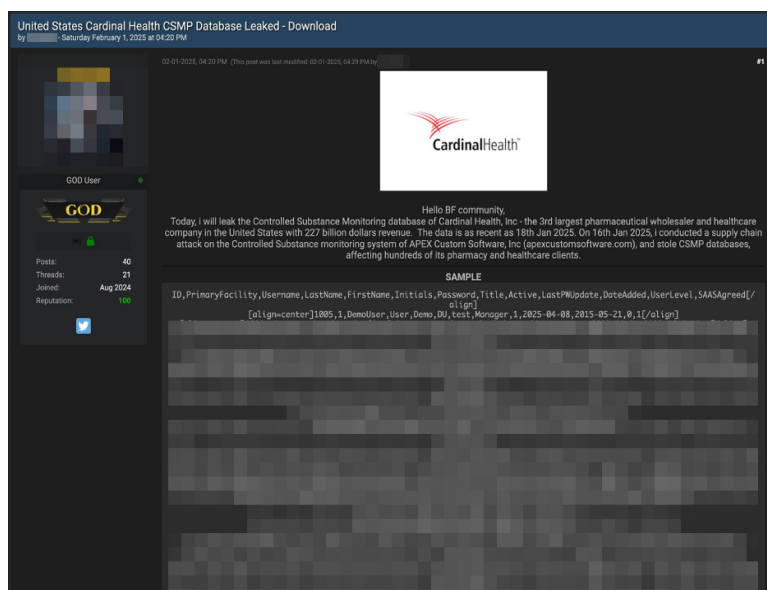 United States Cardinal Health CSMP Database Leaked - Download
by - Saturday February 1, 2025 at 04:20 PM
02-01-2025, 04:20 PM (This post was last modified: 02-01-2025, 04:29 PM by
#1
CardinalHealth™
GOD User
GOD
Posts: 40
Threads: 21
Joined: Aug 2024
Reputation: 100
Hello BF community,
Today, i will leak the Controlled Substance Monitoring database of Cardinal Health, Inc - the 3rd largest pharmaceutical wholesaler and healthcare
company in the United States with 227 billion dollars revenue. The data is as recent as 18th Jan 2025. On 16th Jan 2025, i conducted a supply chain
attack on the Controlled Substance monitoring system of APEX Custom Software, Inc (apexcustomsoftware.com), and stole CSMP databases,
affecting hundreds of its pharmacy and healthcare clients.
SAMPLE
ID,PrimaryFacility,Username,LastName,FirstName,Initials,Password,Title,Active,LastPWUpdate,DateAdded,UserLevel,SAASAgreed[/
align]
[align=center]1005,1,DemoUser,User,Demo,DU,test,Manager,1,2025-04-08,2015-05-21,0,1[/align]